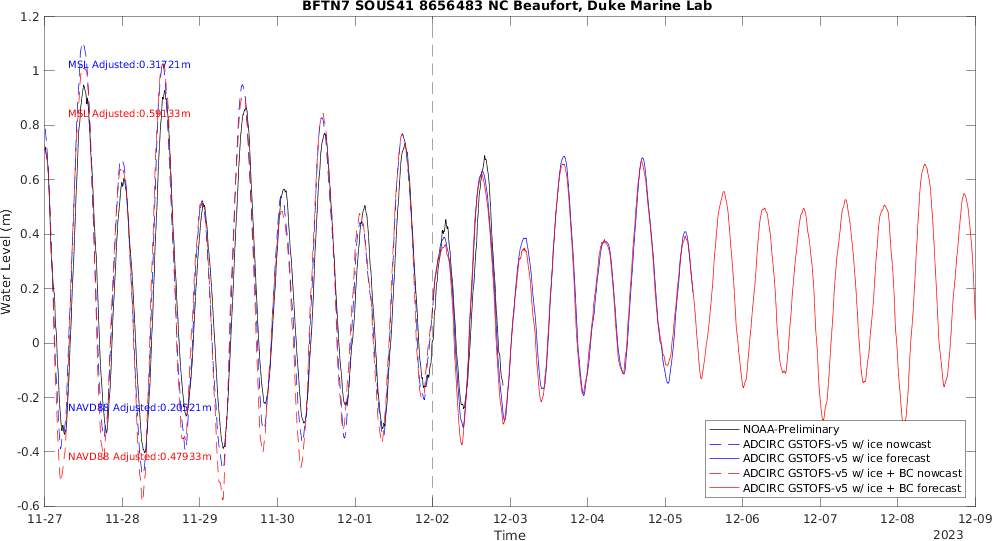 BFTN7 SOUS41 8656483 NC Beaufort, Duke Marine Lab
1.2
1
0.8
0.6
0.4
0.2
0
-0.2
-0.4
-0.6
Water Level (m)
MSL Adjusted:0.31721m
MSL Adjusted:0.59133m
NAVD88 Adjusted:0.20521m
NAVD88 Adjusted:0.47933m
NOAA-Preliminary
ADCIRC GSTOFS-v5 w/ ice nowcast
ADCIRC GSTOFS-v5 w/ ice forecast
ADCIRC GSTOFS-v5 w/ ice + BC nowcast
ADCIRC GSTOFS-v5 w/ ice + BC forecast
11-27 11-28 11-29 11-30 12-01 12-02 12-03 12-04 12-05 12-06 12-07 12-08 12-09
Time
2023